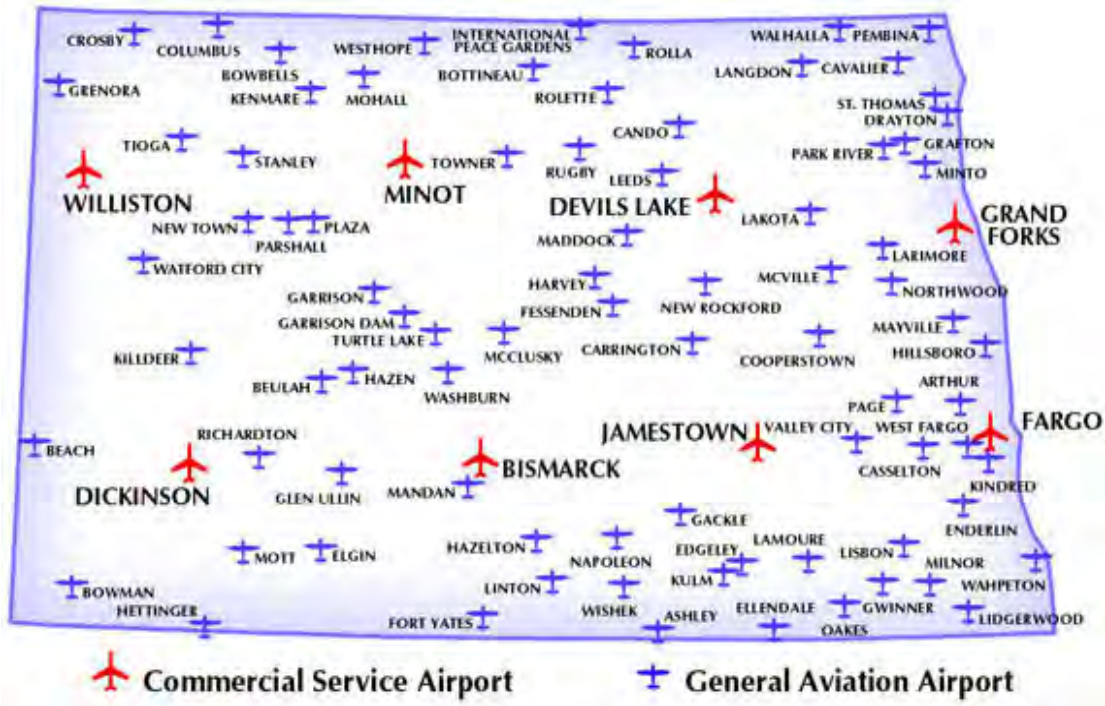 CROSBY
COLUMBUS
WESTHOPE
INTERNATIONAL
PEACE GARDENS
ROLLA
WALHALLA
PEMBINA
BOWBELLS
BOTTINEAU
LANGDON
CAVALIER
GRENORA
KENMARE
MOHALL
ROLETTE
ST. THOMAS
DRAYTON
CANDO
TIOGA
STANLEY
TOWNER
RUGBY
PARK RIVER
GRAFTON
LEEDS
MINTO
WILLISTON
MINOT
DEVILS LAKE
LAKOTA
GRAND
FORKS
NEW TOWN
PARSHALL
PLAZA
MADDOCK
LARIMORE
WATFORD CITY
HARVEY
MCVILLE
NORTHWOOD
GARRISON
FESSENDEN
NEW ROCKFORD
GARRISON DAM
MAYVILLE
TURTLE LAKE
MCCLUSKY
CARRINGTON
COOPERSTOWN
HILLSBORO
KILLDEER
BEULAH
HAZEN
WASHBURN
ARTHUR
PAGE
RICHARDTON
JAMESTOWN
VALLEY CITY
WEST FARGO
FARGO
BEACH
BISMARCK
CASSELTON
DICKINSON
GLEN ULLIN
MANDAN
KINDRED
GACKLE
ENDERLIN
MOTT
ELGIN
HAZELTON
NAPOLEON
EDGELEY
LAMOURE
LISBON
MILNOR
BOWMAN
LINTON
KULM
WAHPETON
HETTINGER
FORT YATES
WISHEK
ASHLEY
ELLENDALE
OAKES
GWINNER
LIDGERWOOD
Commercial Service Airport
General Aviation Airport